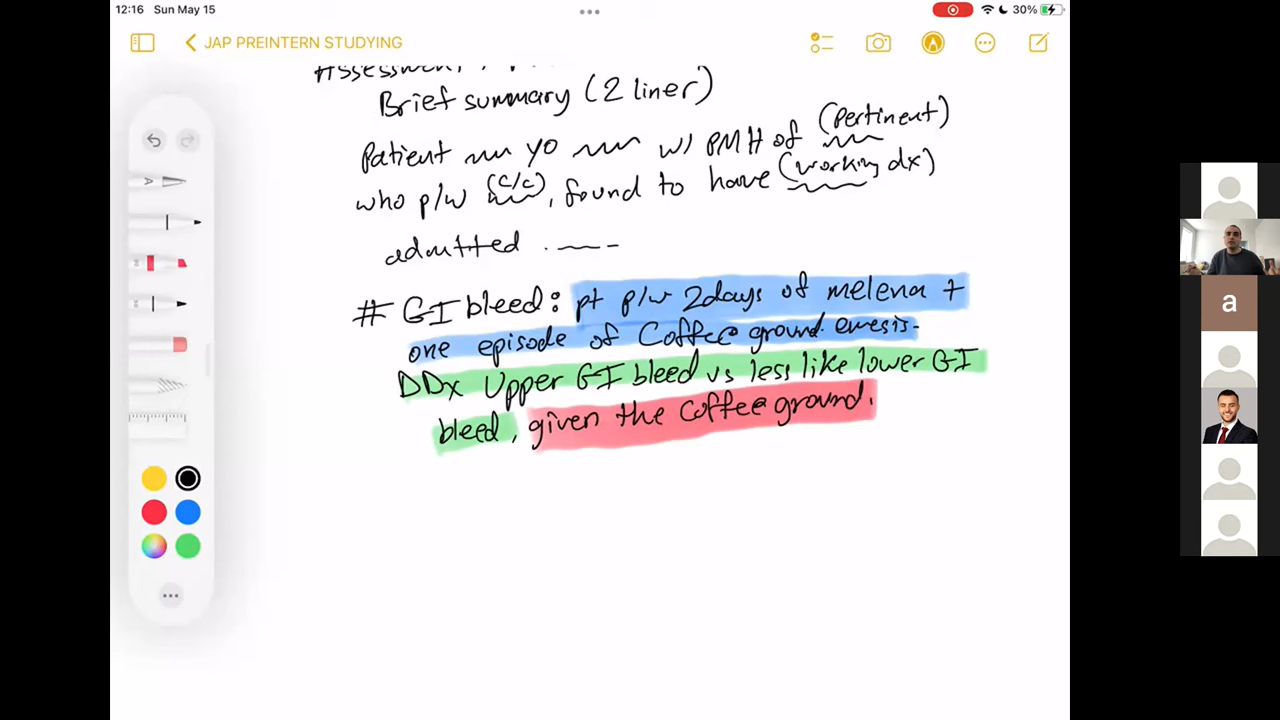 12:16 Sun May 15
30%
JAP PREINTERN STUDYING
Brief summary (2 liner)
Patient yo w/ PMH of (Pertinent)
who p/w (c/c), found to have (working dx)
admitted
# GI bleed: pt p/w 2 days of melena +
one episode of Coffee ground emesis.
DDx Upper GI bleed vs less like lower GI
bleed, given the coffee ground.
a